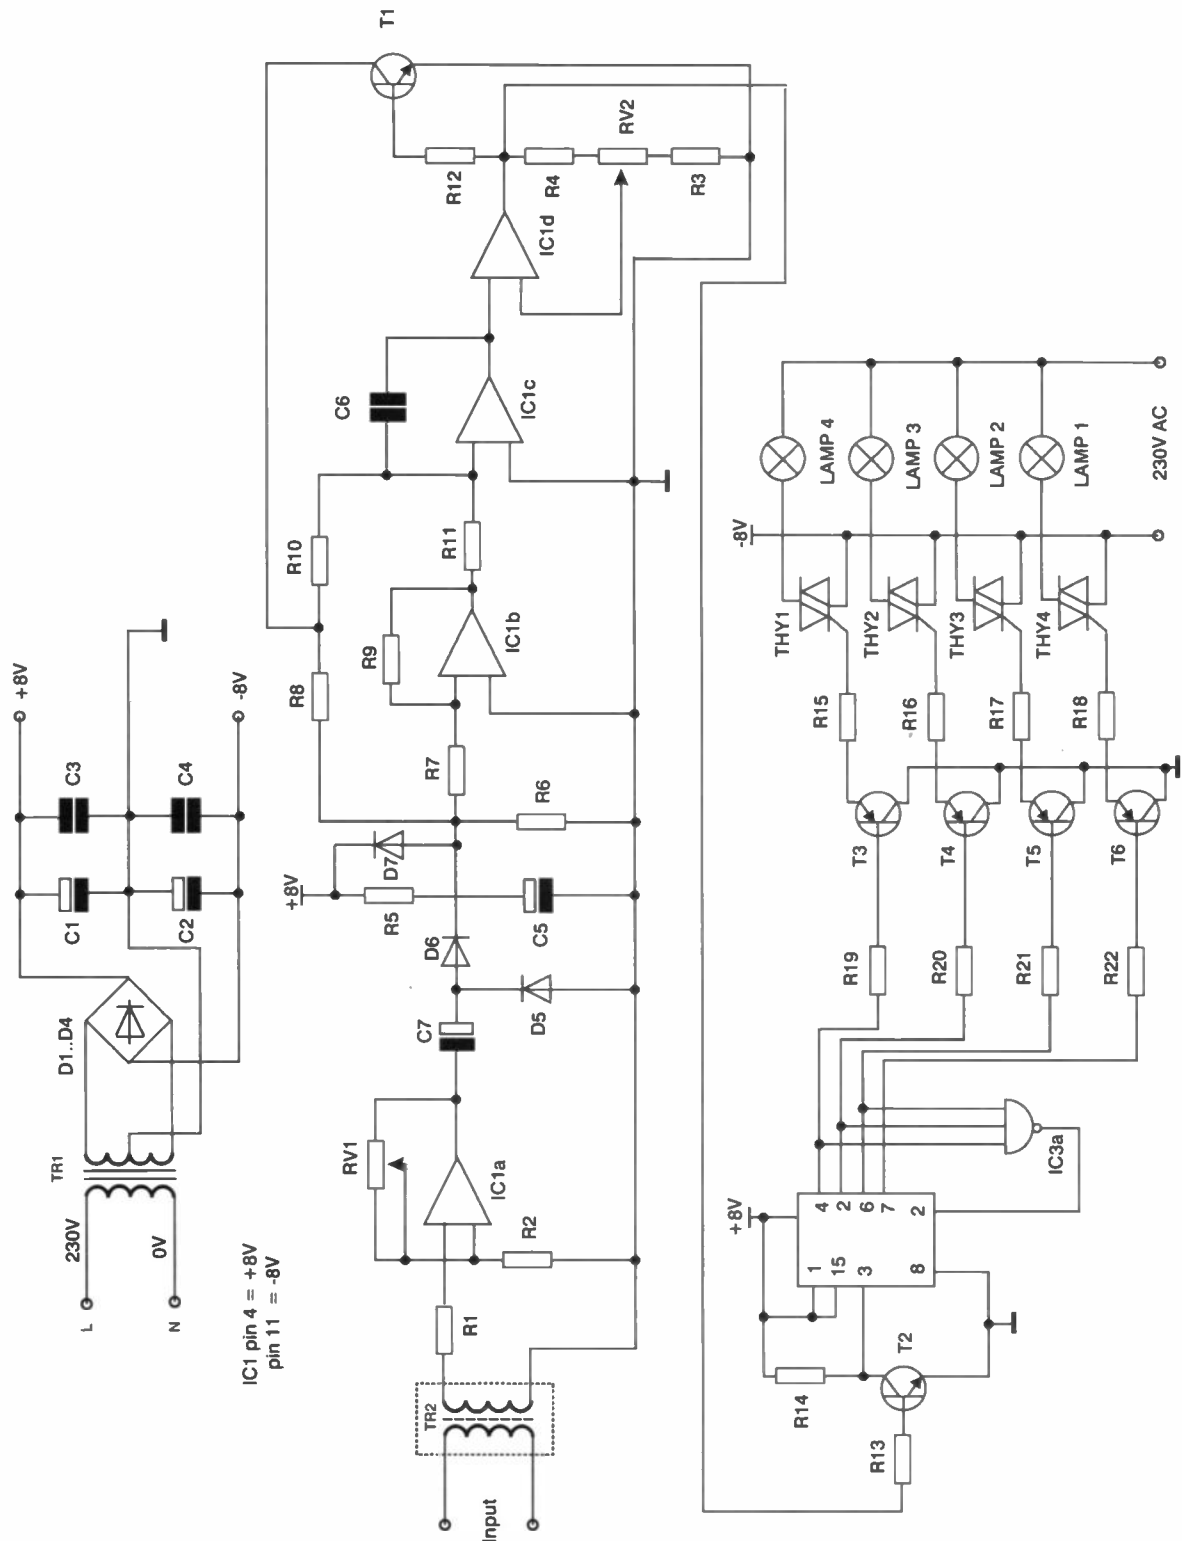 TR1
L
230V
N
0V
D1..D4
C1
C3
C2
C4
+8V
-8V
IC1 pin 4 = +8V
pin 11 = -8V
Input
TR2
R1
RV1
IC1a
R2
C7
D6
D5
+8V
R5
D7
C5
R6
R7
R8
R9
IC1b
R10
R11
C6
IC1c
IC1d
R12
R4
RV2
R3
T1
R13
T2
R14
+8V
1
15
3
8
4
2
6
7
2
IC3a
R19
R20
R21
R22
T3
T4
T5
T6
R15
R16
R17
R18
THY1
THY2
THY3
THY4
-8V
LAMP 4
LAMP 3
LAMP 2
LAMP 1
230V AC